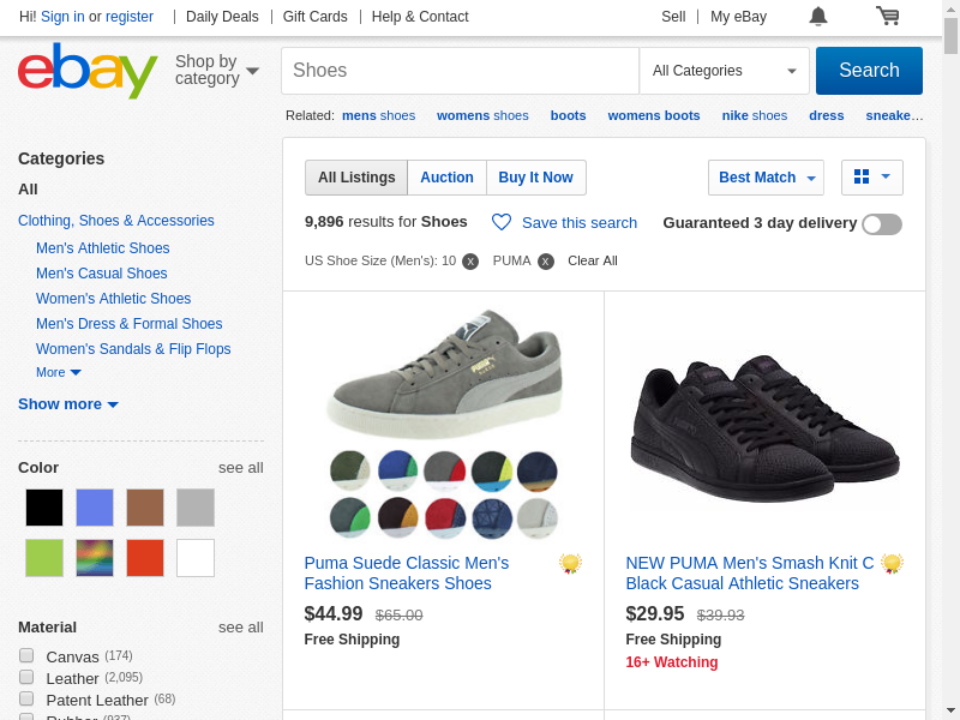 Hi! Sign in or register | Daily Deals | Gift Cards | Help & Contact
Sell | My eBay
ebay
Shop by category
Shoes
All Categories
Search
Related: mens shoes womens shoes boots womens boots nike shoes dress sneake…
Categories
All
Clothing, Shoes & Accessories
Men's Athletic Shoes
Men's Casual Shoes
Women's Athletic Shoes
Men's Dress & Formal Shoes
Women's Sandals & Flip Flops
More
Show more
Color see all
Material see all
Canvas (174)
Leather (2,095)
Patent Leather (68)
Rubber (937)
All Listings Auction Buy It Now
Best Match
9,896 results for Shoes
Save this search
Guaranteed 3 day delivery
US Shoe Size (Men's): 10 x PUMA x Clear All
Puma Suede Classic Men's
Fashion Sneakers Shoes
$44.99 $65.00
Free Shipping
NEW PUMA Men's Smash Knit C
Black Casual Athletic Sneakers
$29.95 $39.93
Free Shipping
16+ Watching